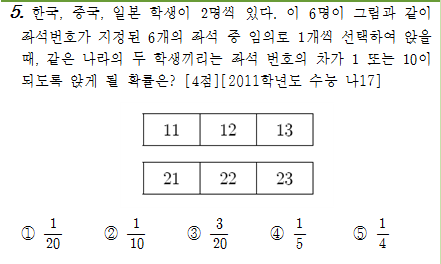 5. 한국, 중국, 일본 학생이 2명씩 있다. 이 6명이 그림과 같이
좌석번호가 지정된 6개의 좌석 중 임의로 1개씩 선택하여 앉을
때, 같은 나라의 두 학생끼리는 좌석 번호의 차가 1 또는 10이
되도록 앉게 될 확률은? [4점][2011학년도 수능 나17]
11 12 13
21 22 23
① 1/20 ② 1/10 ③ 3/20 ④ 1/5 ⑤ 1/4